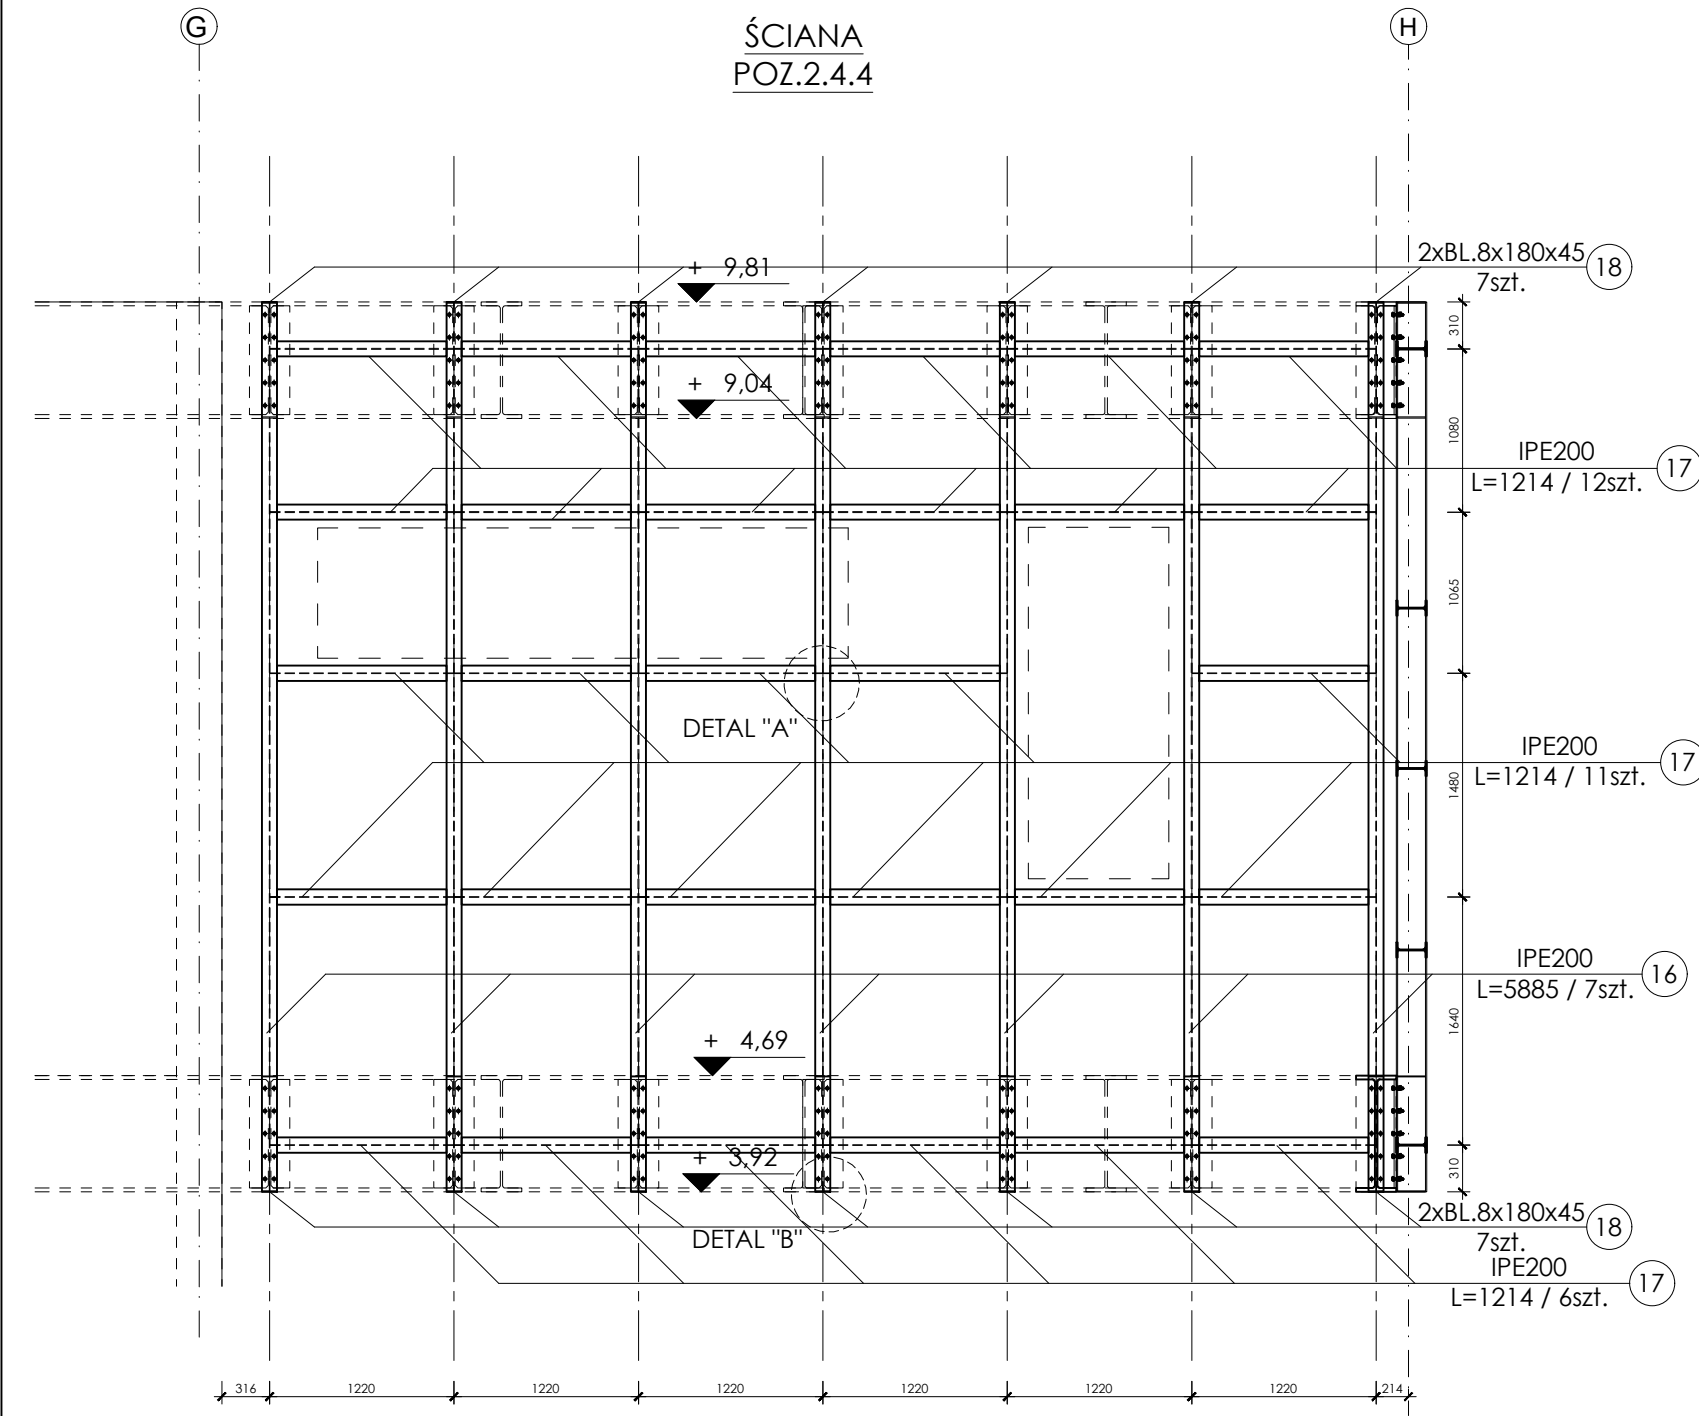 G
H
ŚCIANA
POZ.2.4.4
2xBL.8x180x45
7szt.
18
+ 9,81
310
+ 9,04
1080
IPE200
L=1214 / 12szt.
17
1065
DETAL "A"
IPE200
L=1214 / 11szt.
17
1480
IPE200
L=5885 / 7szt.
16
1640
+ 4,69
+ 3,92
310
DETAL "B"
2xBL.8x180x45
7szt.
18
IPE200
L=1214 / 6szt.
17
316 1220 1220 1220 1220 1220 1220 214